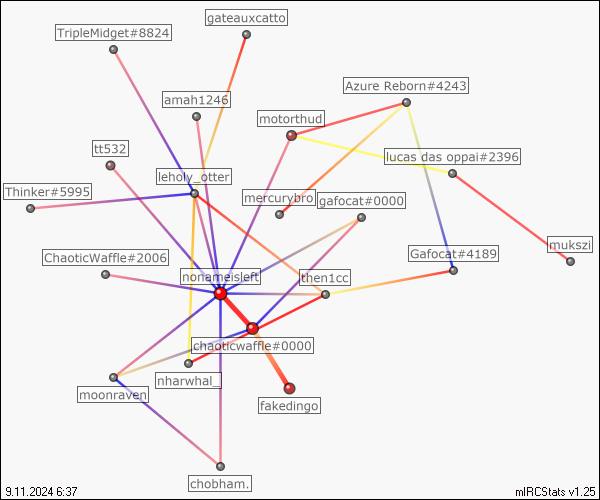 gateauxcatto
TripleMidget#8824
Azure Reborn#4243
amah1246
motorthud
tt532
lucas das oppai#2396
leholy_otter
Thinker#5995
mercurybro
gafocat#0000
mukszi
ChaoticWaffle#2006
Gafocat#4189
nonameisleft
then1cc
chaoticwaffle#0000
nharwhal_
moonraven
fakedingo
chobham.
9.11.2024 6:37
mIRCStats v1.25